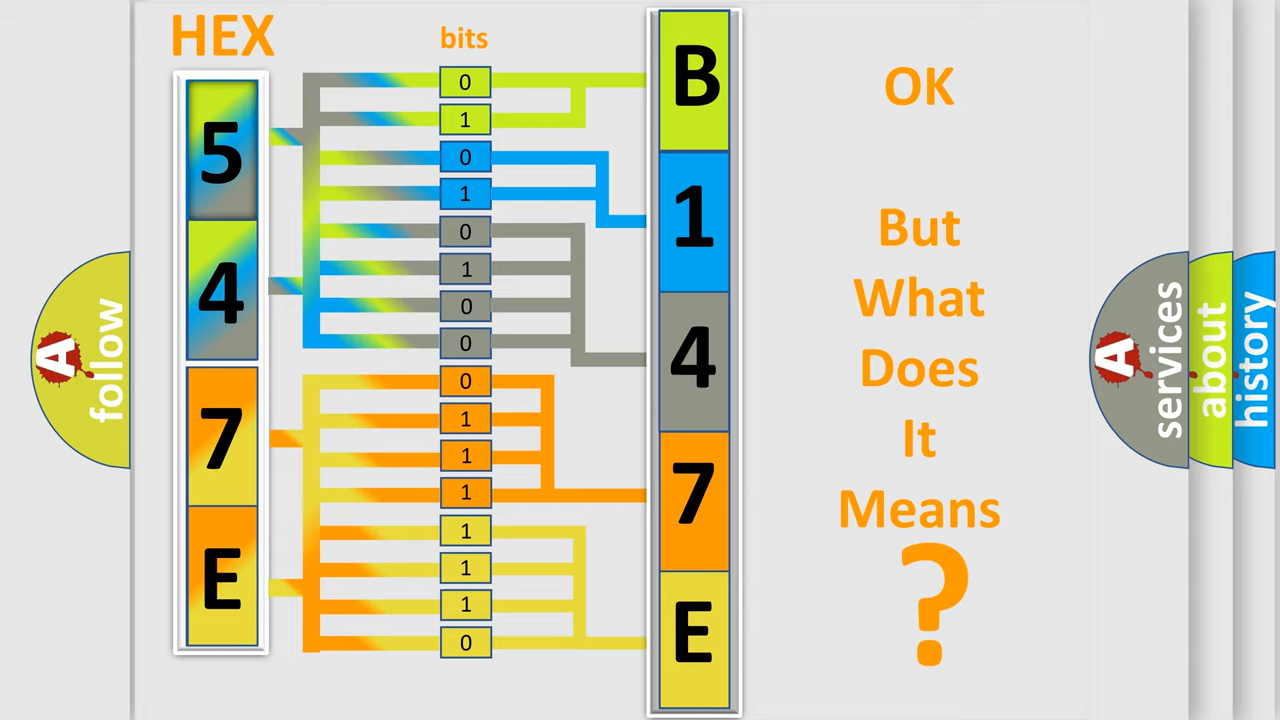 HEX
bits
5
4
7
E
0
1
0
1
0
1
0
0
0
1
1
1
1
1
1
0
B
1
4
7
E
OK
But
What
Does
It
Means
?
A
follow
A
services
about
history